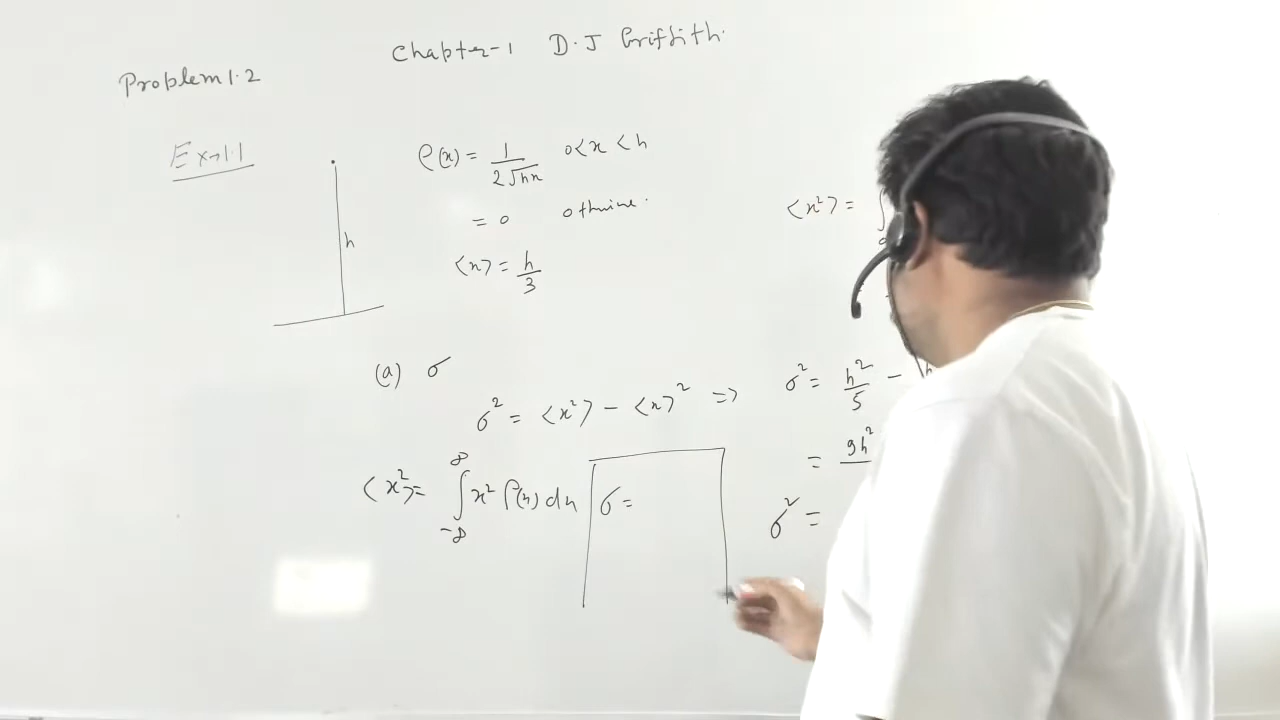 Chapter-1 D.J Griffith.
Problem 1.2
Ex→1.1
h
ρ(x) = 1/2√hx 0<x<h
= 0
<x> = h/3
(a) σ
σ² = <x²> - <x>² =>
<x²> = ∫_{-∞}^{∞} x² ρ(x) dx
σ =
<x²> = ∫
σ² = h²/5 -
= 9h²
σ² =